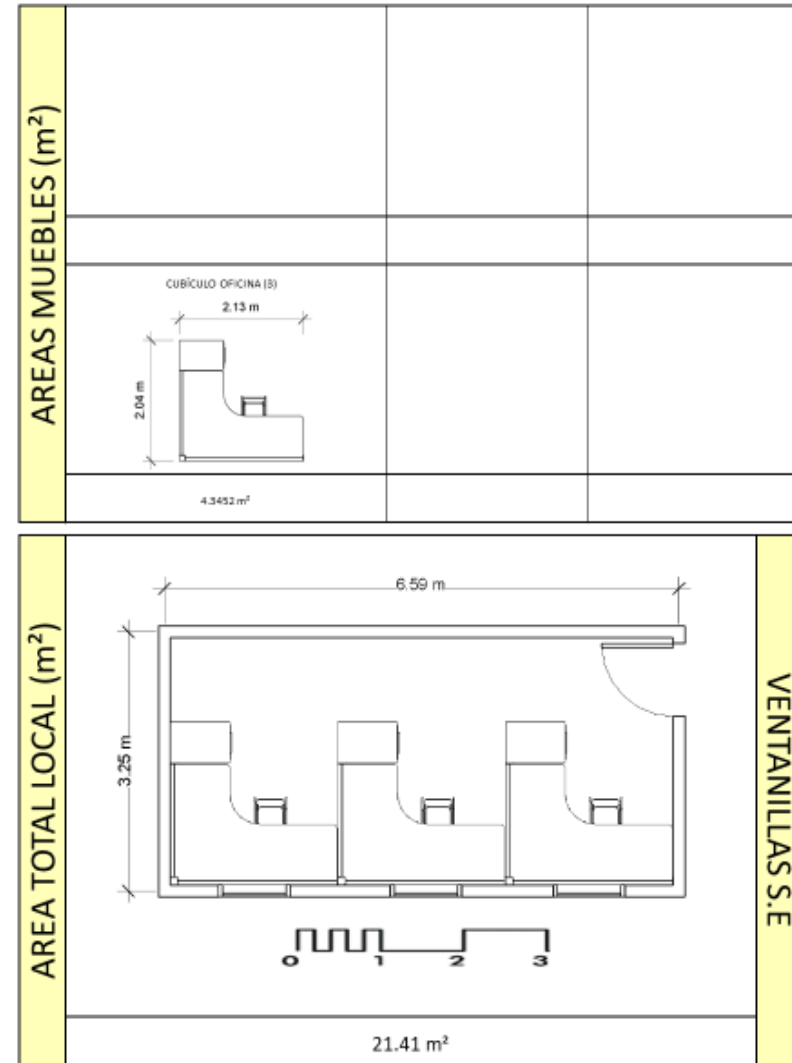 AREAS MUEBLES (m²)
CUBÍCULO OFICINA (3)
2.13 m
2.04 m
4.3452 m²
AREA TOTAL LOCAL (m²)
6.59 m
3.25 m
0 1 2 3
VENTANILLAS S.E
21.41 m²